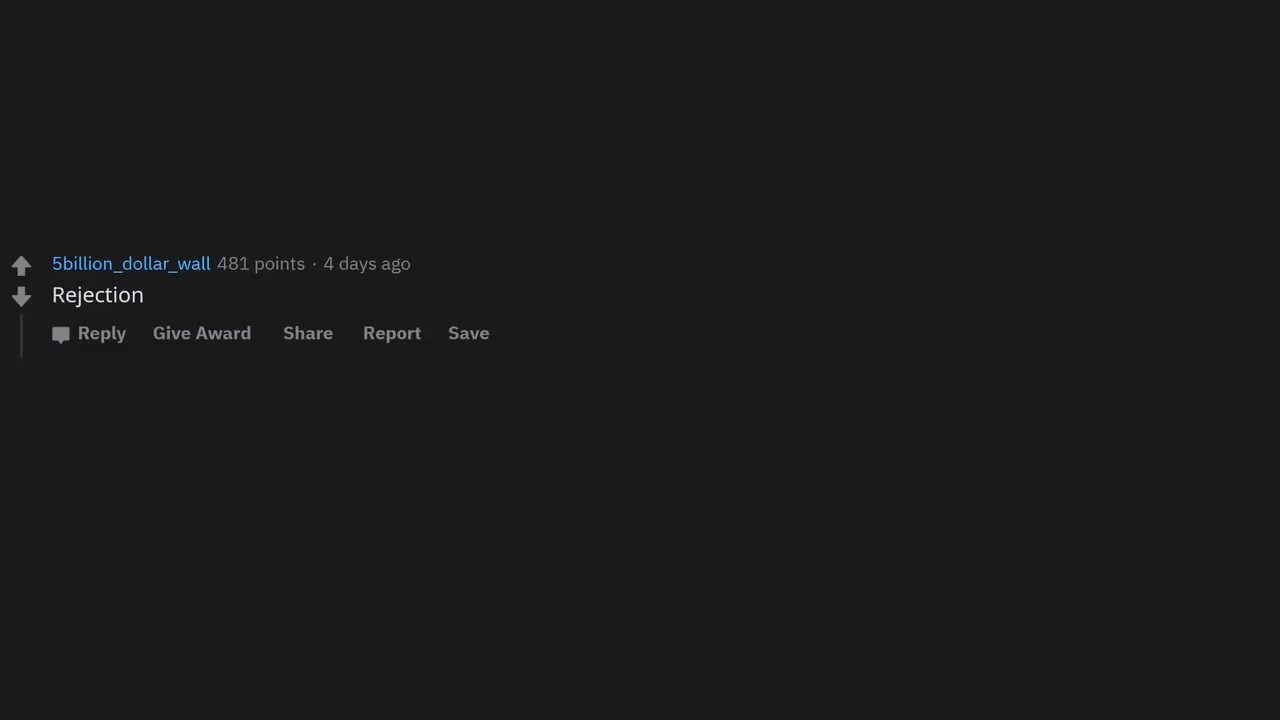 5billion_dollar_wall 481 points · 4 days ago
Rejection
Reply Give Award Share Report Save